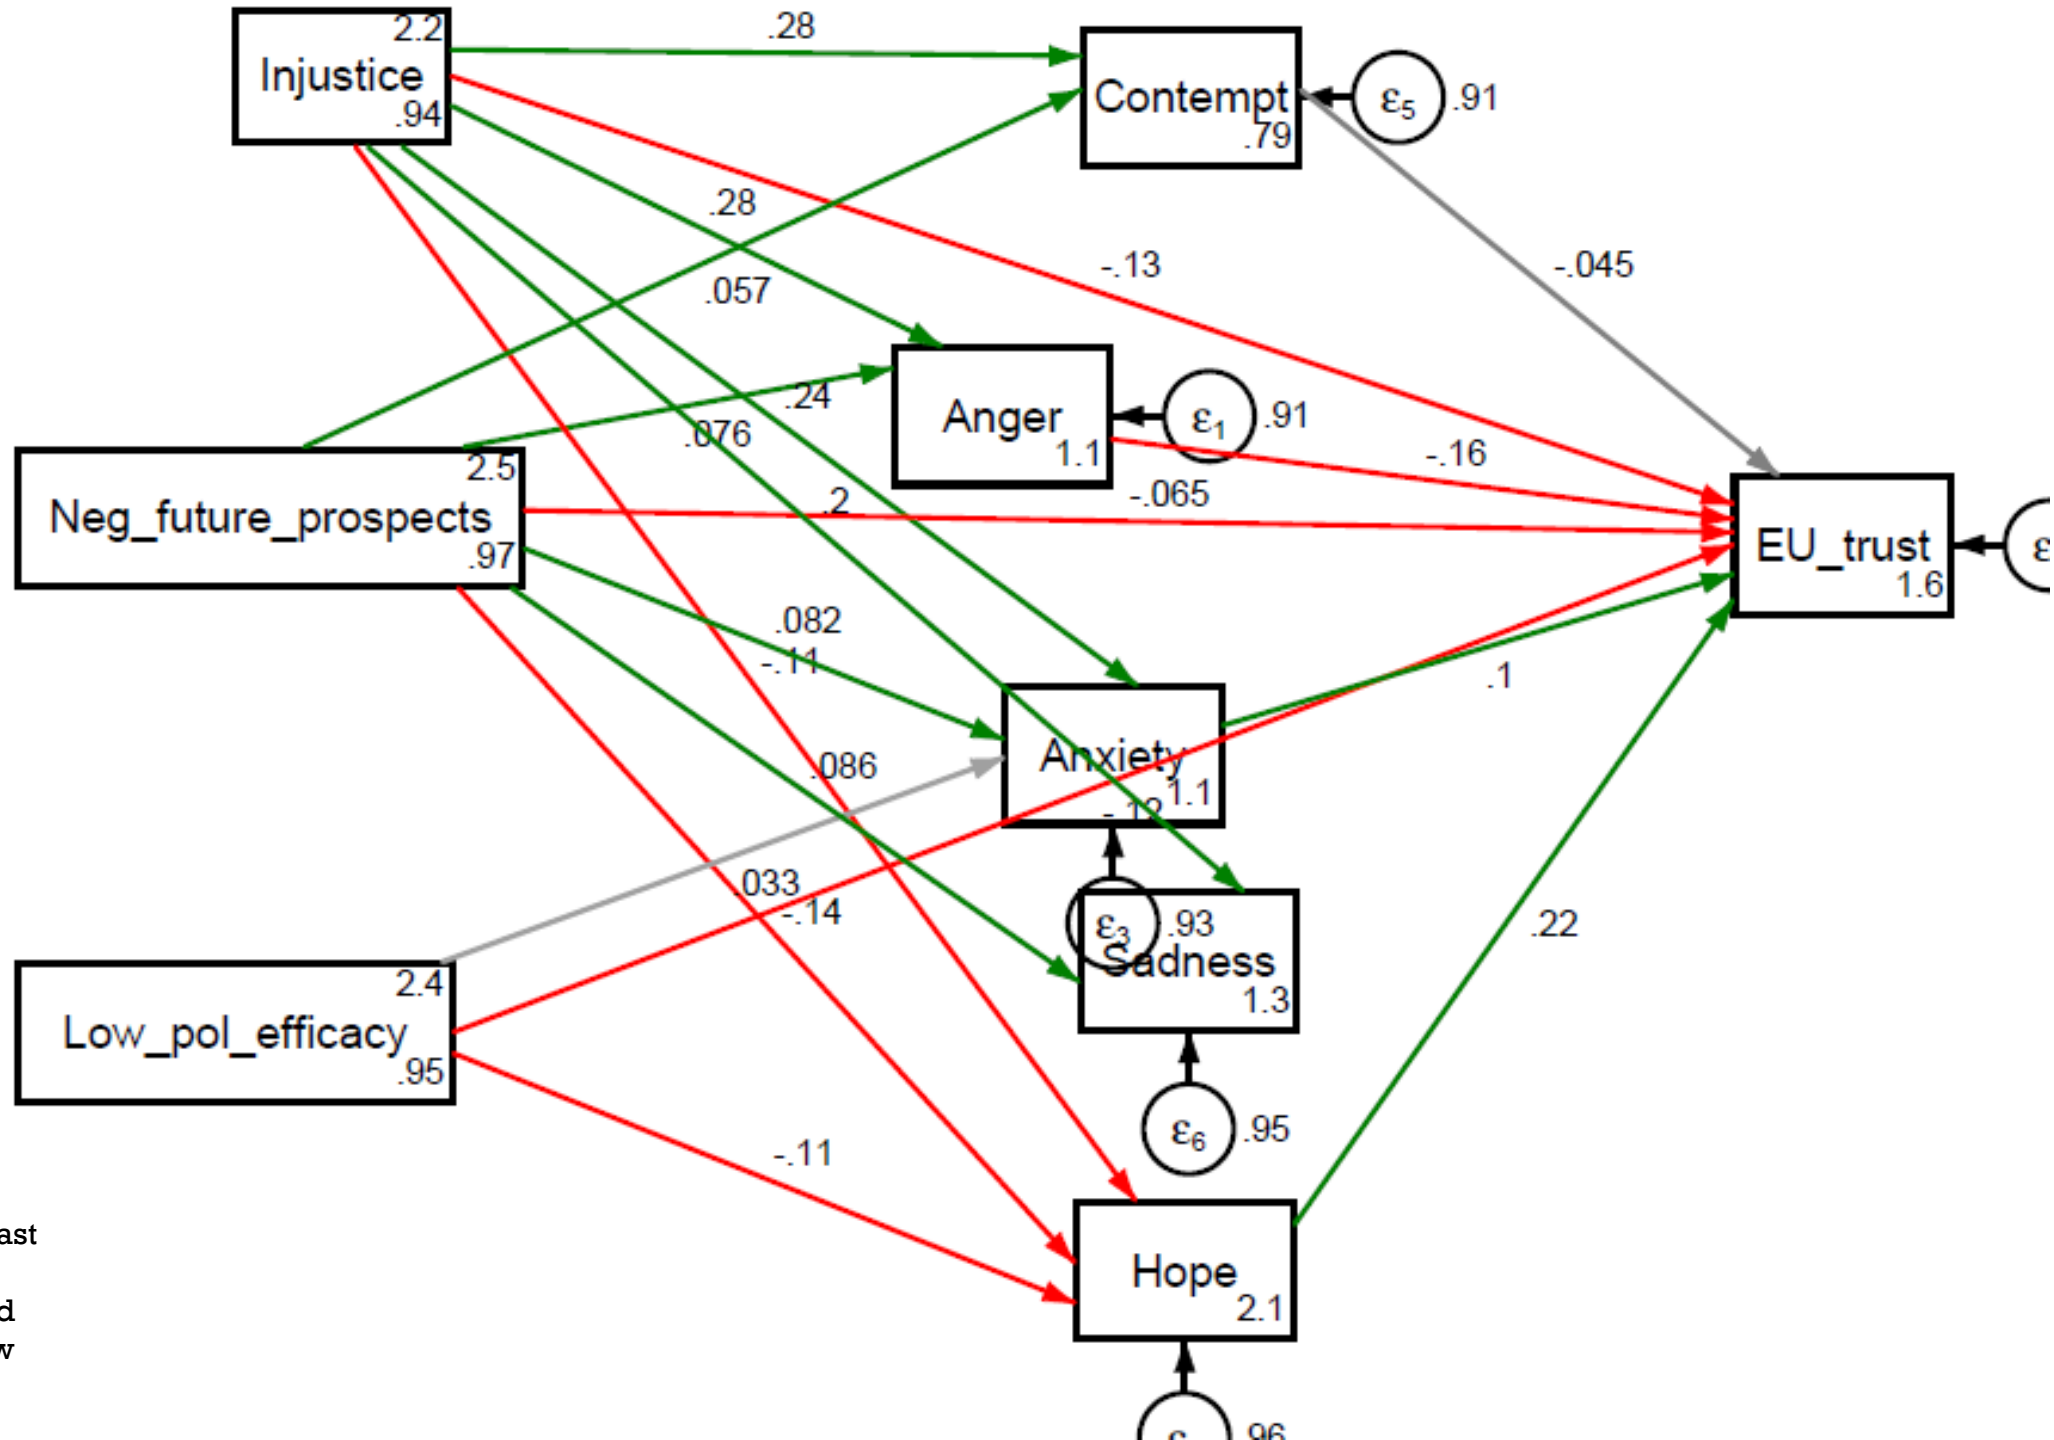 2.2
Injustice
.94
.28
Contempt
.79
ε5
.91
.28
-.13
-.045
.057
.24
Anger
1.1
ε1
.91
.076
-.16
2.5
Neg_future_prospects
.97
.2
-.065
EU_trust
1.6
ε
.082
-.11
.1
.086
Anxiety
1.1
-.12
.033
-.14
ε3
.93
Sadness
1.3
.22
2.4
Low_pol_efficacy
.95
ε6
.95
-.11
Hope
2.1
ast
d
w
ε
.96